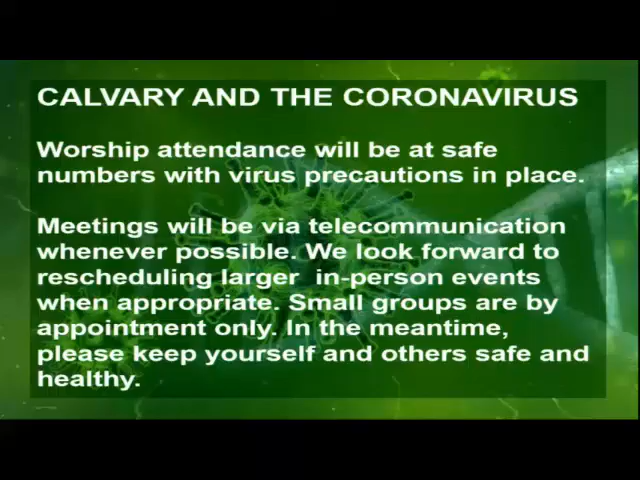 CALVARY AND THE CORONAVIRUS
Worship attendance will be at safe
numbers with virus precautions in place.
Meetings will be via telecommunication
whenever possible. We look forward to
rescheduling larger in-person events
when appropriate. Small groups are by
appointment only. In the meantime,
please keep yourself and others safe and
healthy.